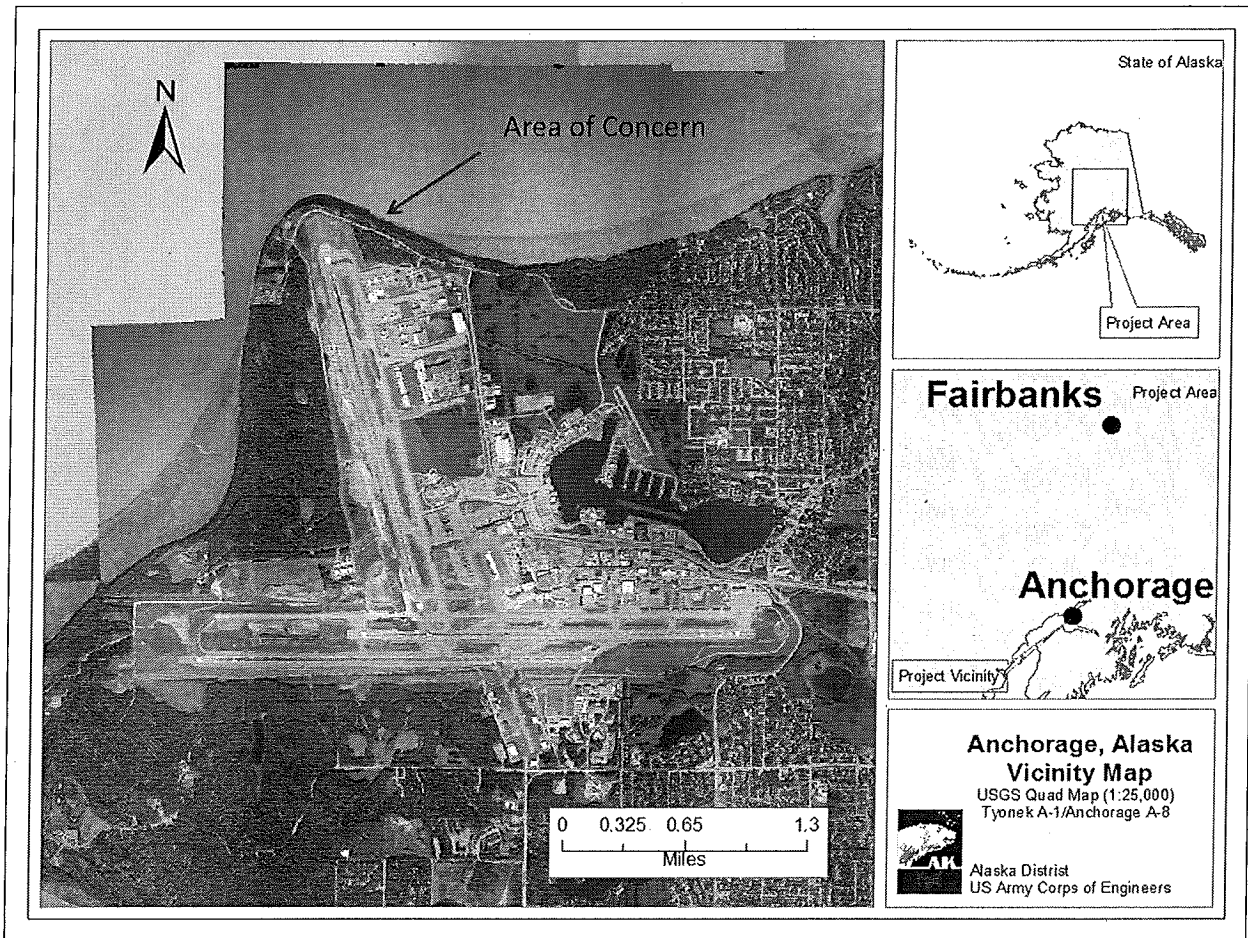 N
Area of Concern
0 0.325 0.65 1.3
Miles
State of Alaska
Project Area
Fairbanks
Project Area
Anchorage
Project Vicinity
Anchorage, Alaska
Vicinity Map
USGS Quad Map (1:25,000)
Tyonek A-1/Anchorage A-8
AK
Alaska District
US Army Corps of Engineers